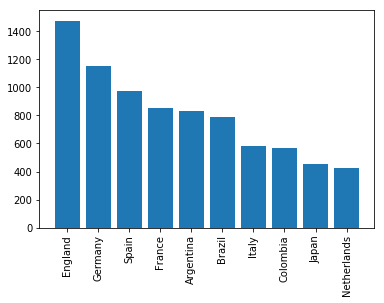 1400
1200
1000
800
600
400
200
0
England
Germany
Spain
France
Argentina
Brazil
Italy
Colombia
Japan
Netherlands